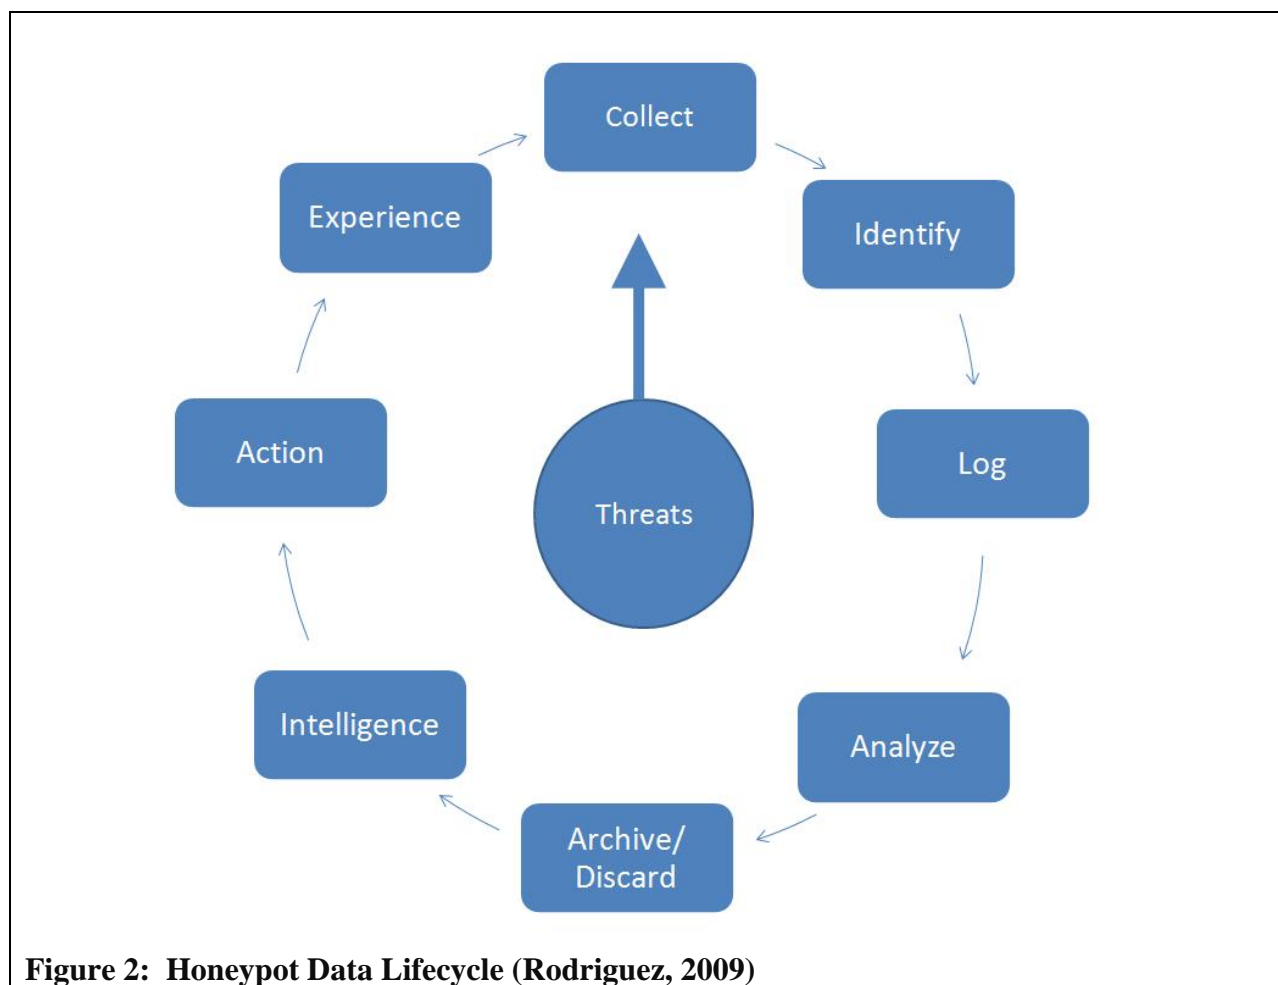 Collect
Identify
Log
Analyze
Archive/
Discard
Intelligence
Action
Experience
Threats
Figure 2:  Honeypot Data Lifecycle (Rodriguez, 2009)